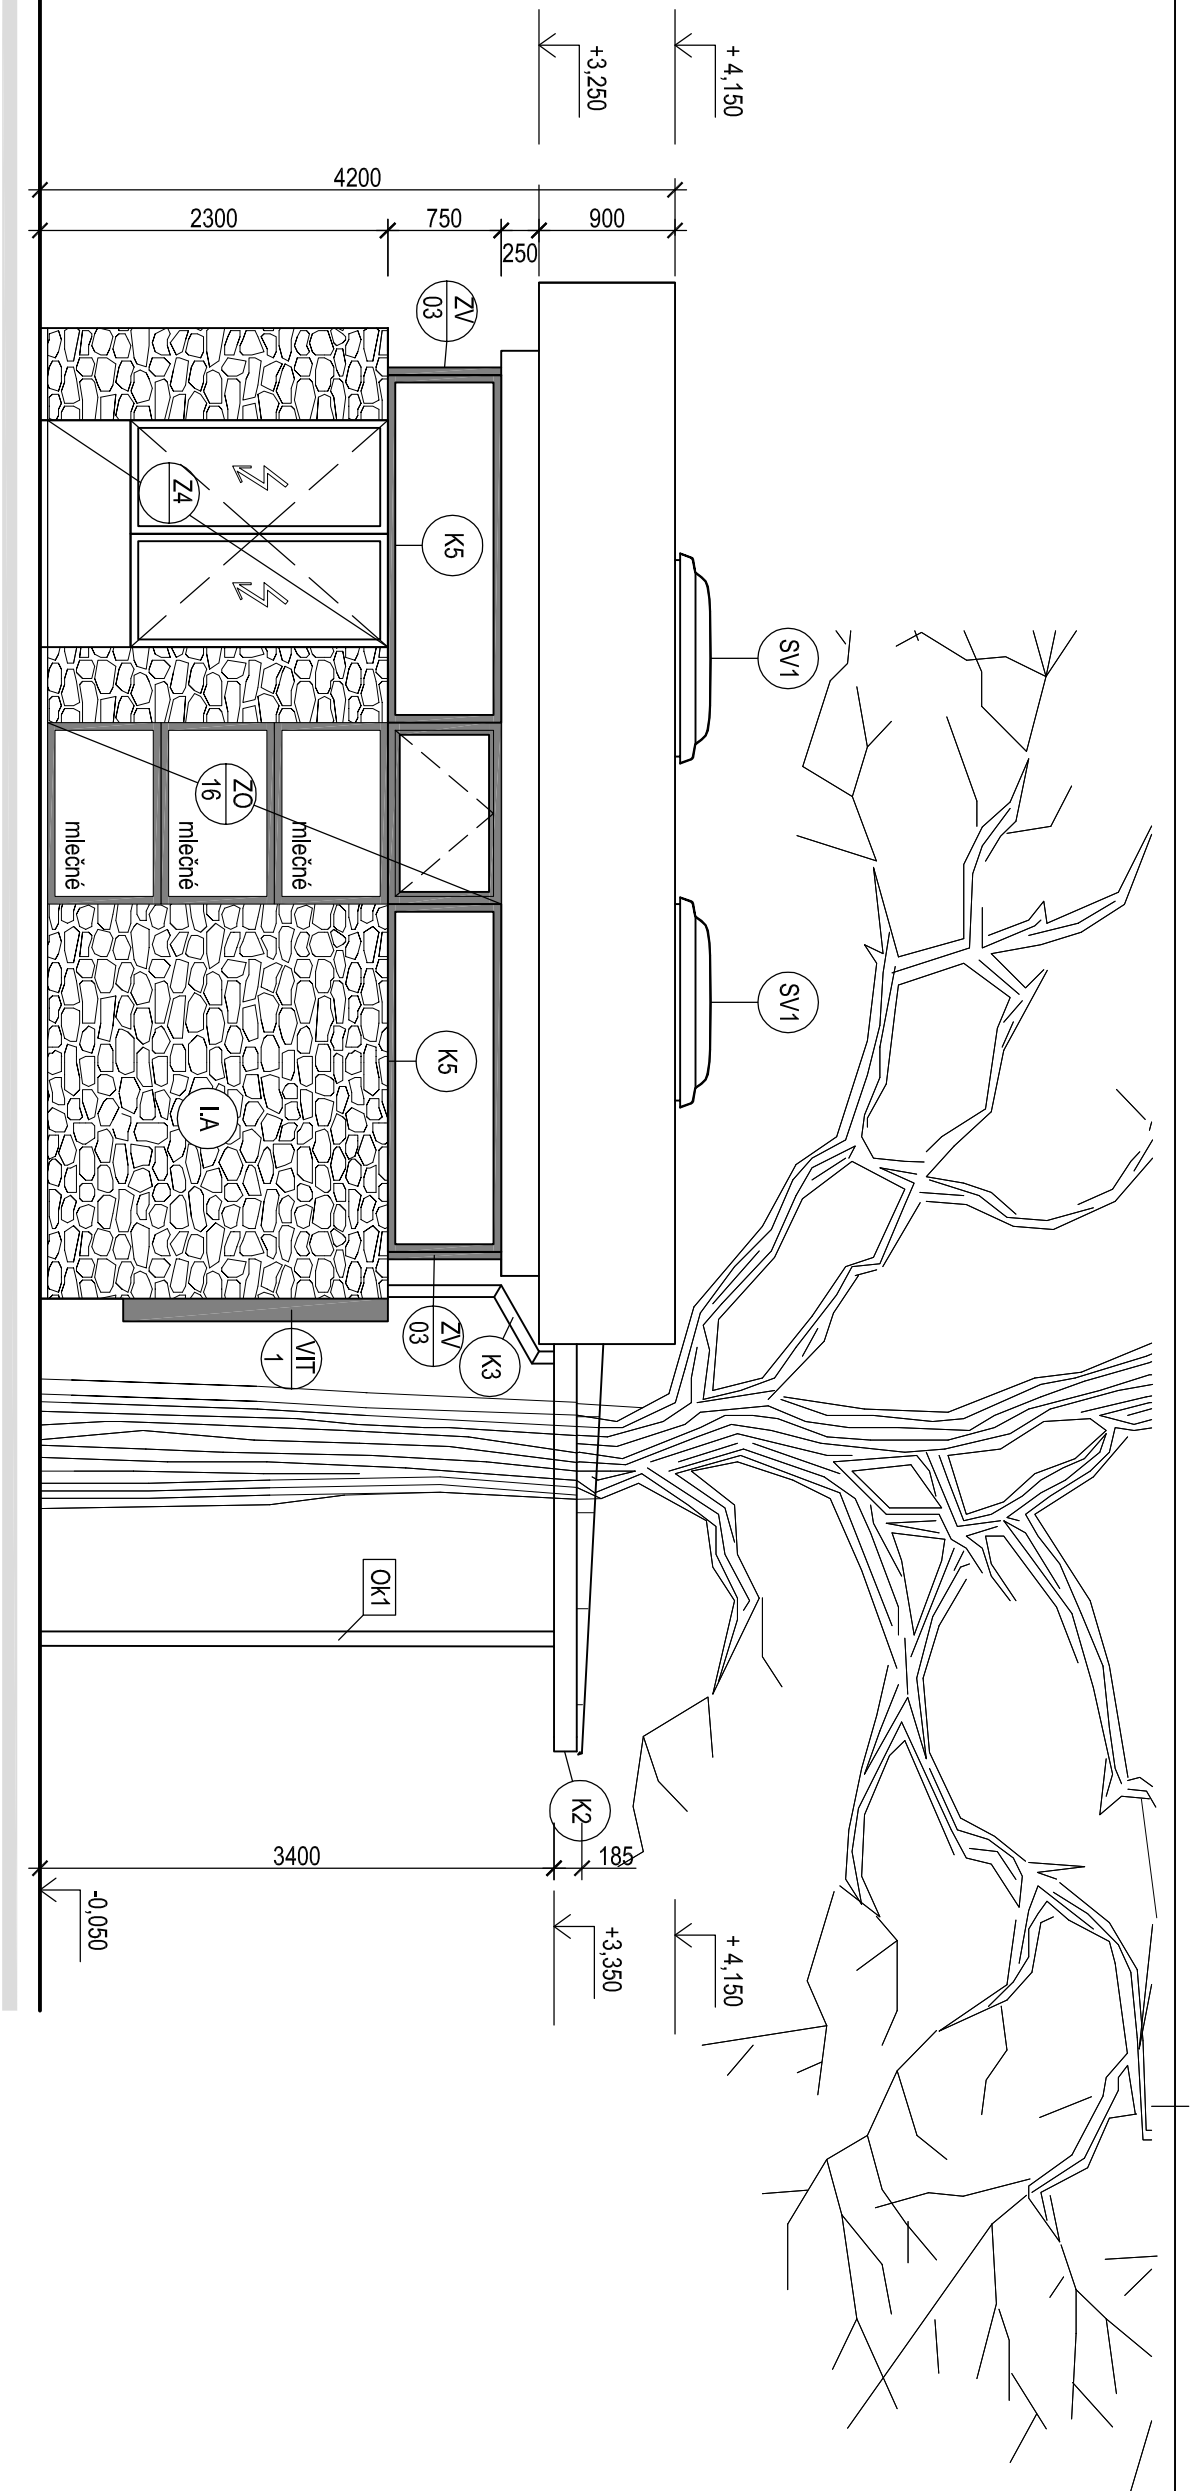 +3,250
+ 4,150
4200
2300
750
250
900
ZV
03
Z4
K5
SV1
ZO
16
mlečné
mlečné
mlečné
SV1
K5
I.A
ZV
03
K3
VIT
1
Ok1
K2
3400
185
-0,050
+3,350
+ 4,150